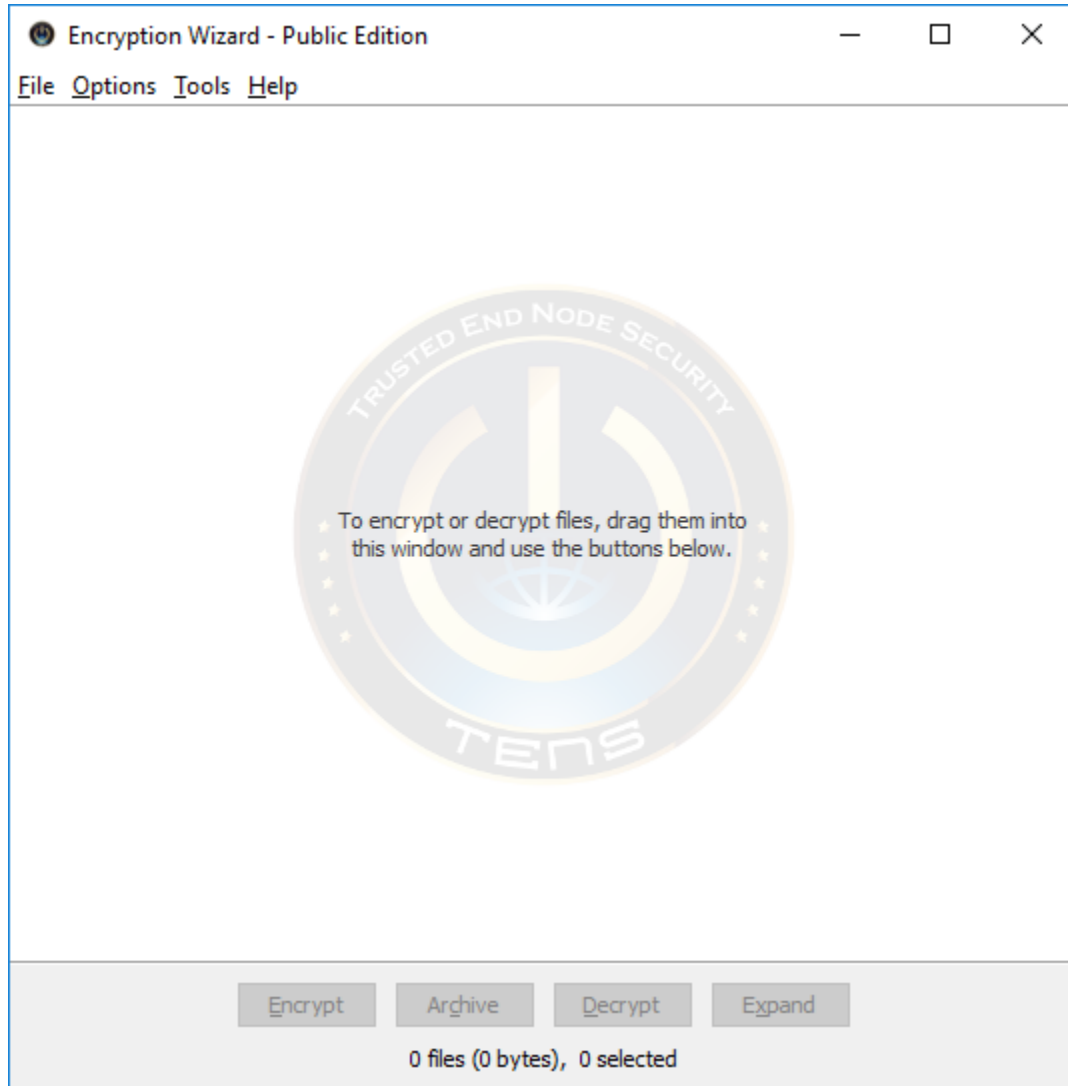 Encryption Wizard - Public Edition
File Options Tools Help
TRUSTED END NODE SECURITY
To encrypt or decrypt files, drag them into
this window and use the buttons below.
TENS
Encrypt Archive Decrypt Expand
0 files (0 bytes), 0 selected